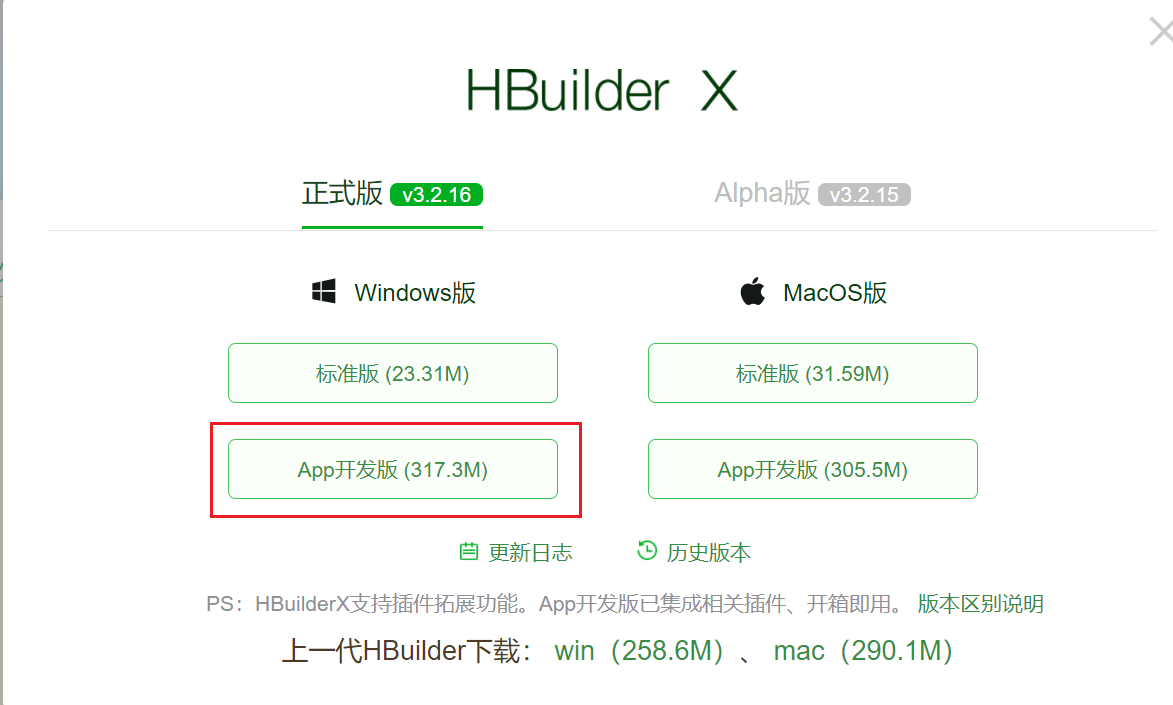 HBuilder X
正式版 v3.2.16 Alpha版 v3.2.15
Windows版 MacOS版
标准版 (23.31M) 标准版 (31.59M)
App开发版 (317.3M) App开发版 (305.5M)
更新日志 历史版本
PS：HBuilderX支持插件拓展功能。App开发版已集成相关插件、开箱即用。 版本区别说明
上一代HBuilder下载： win（258.6M）、 mac（290.1M）